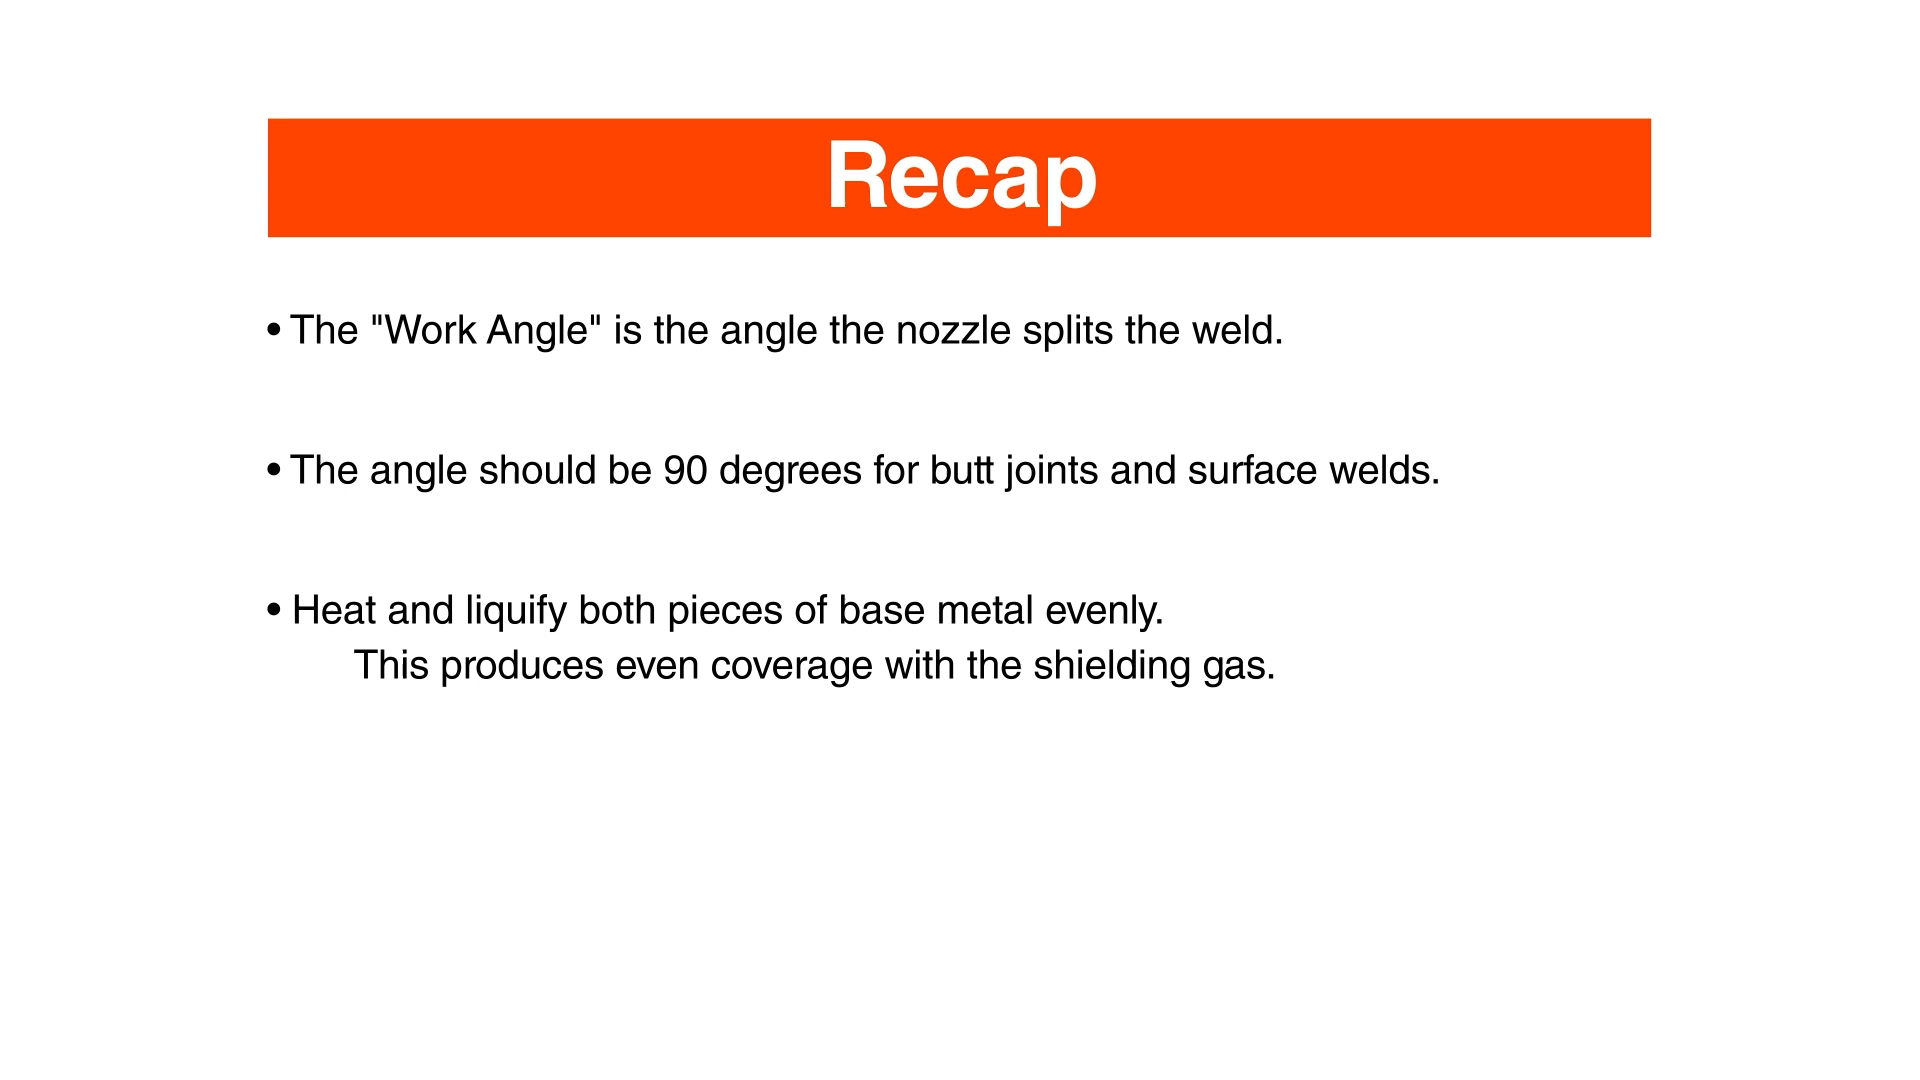 Recap
• The "Work Angle" is the angle the nozzle splits the weld.
• The angle should be 90 degrees for butt joints and surface welds.
• Heat and liquify both pieces of base metal evenly.
This produces even coverage with the shielding gas.